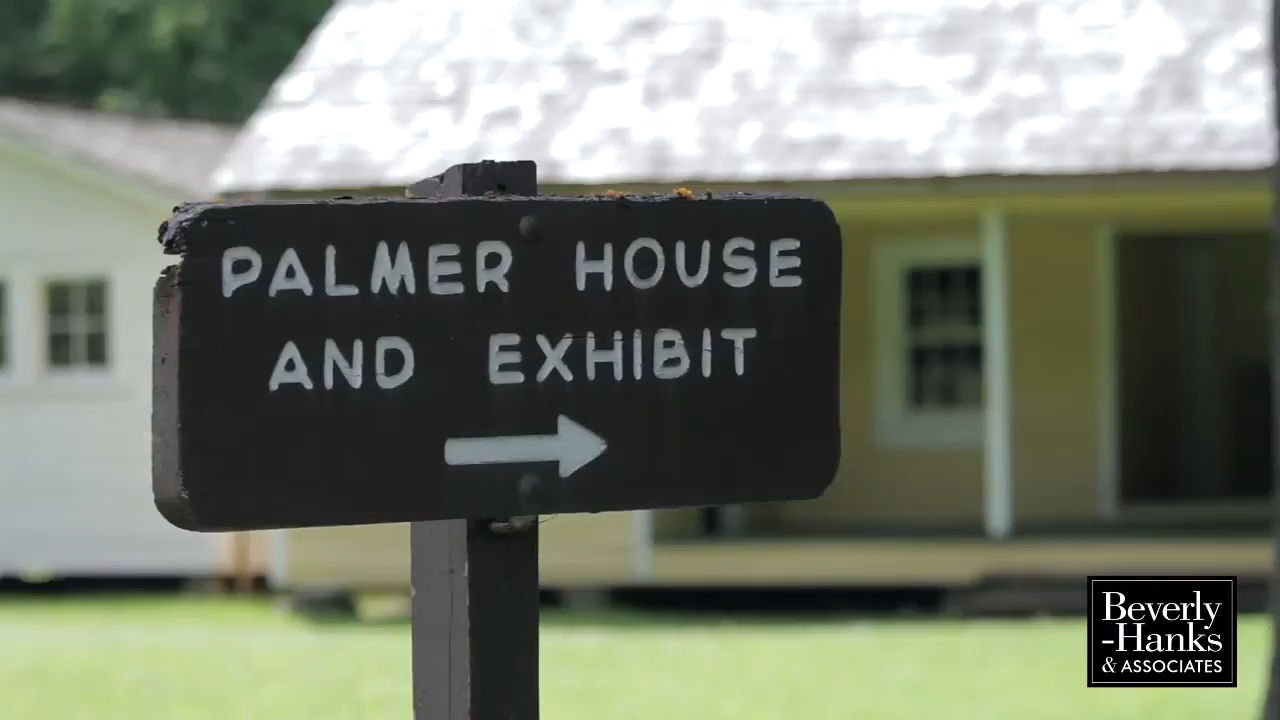 PALMER HOUSE
AND EXHIBIT
Beverly
-Hanks
& ASSOCIATES